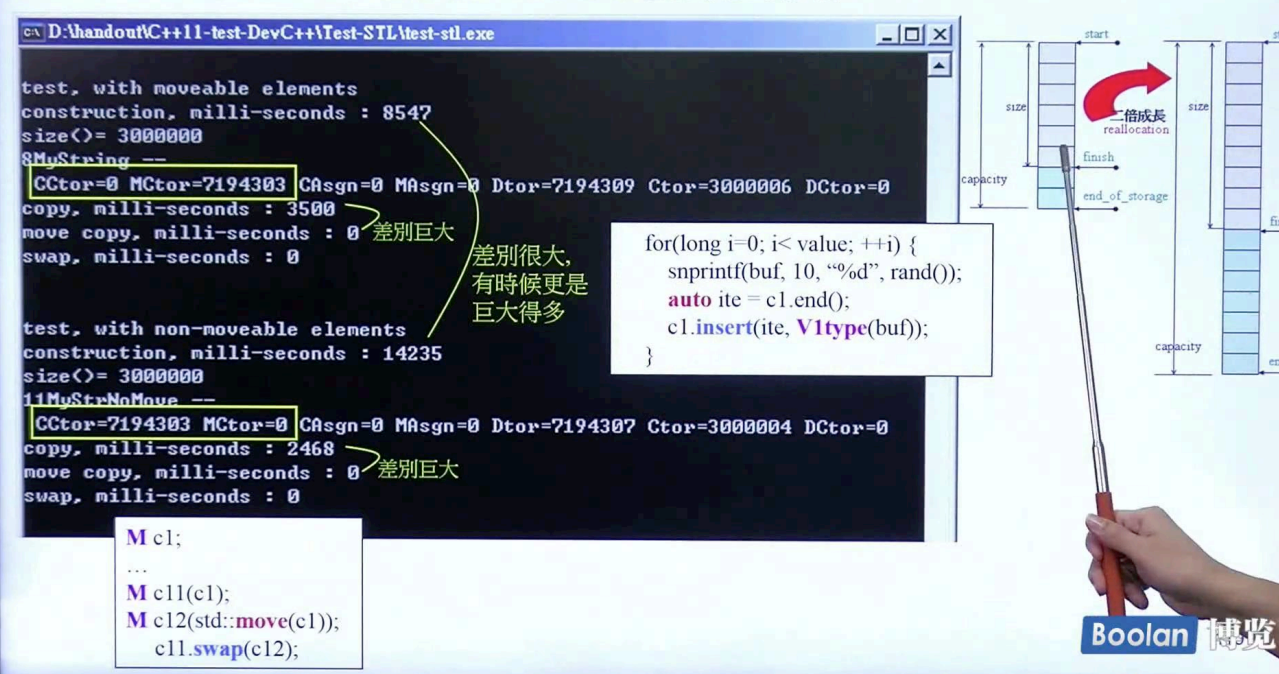 D:\handout\C++11-test-DevC++\Test-STL\test-stl.exe
test, with moveable elements
construction, milli-seconds : 8547
size()= 3000000
8MyString --
CCtor=0 MCtor=7194303 CAsgn=0 MAsgn=0 Dtor=7194309 Ctor=3000006 DCtor=0
copy, milli-seconds : 3500
move copy, milli-seconds : 0
差別巨大
swap, milli-seconds : 0
差別很大,
有時候更是
巨大得多
test, with non-moveable elements
construction, milli-seconds : 14235
size()= 3000000
11MyStrNoMove --
CCtor=7194303 MCtor=0 CAsgn=0 MAsgn=0 Dtor=7194307 Ctor=3000004 DCtor=0
copy, milli-seconds : 2468
move copy, milli-seconds : 0
差別巨大
swap, milli-seconds : 0
for(long i=0; i< value; ++i) {
snprintf(buf, 10, “%d”, rand());
auto ite = c1.end();
c1.insert(ite, V1type(buf));
}
M c1;
...
M c11(c1);
M c12(std::move(c1));
c11.swap(c12);
start
size
finish
capacity
end_of_storage
二倍成長
reallocation
size
capacity
Boolan 博览